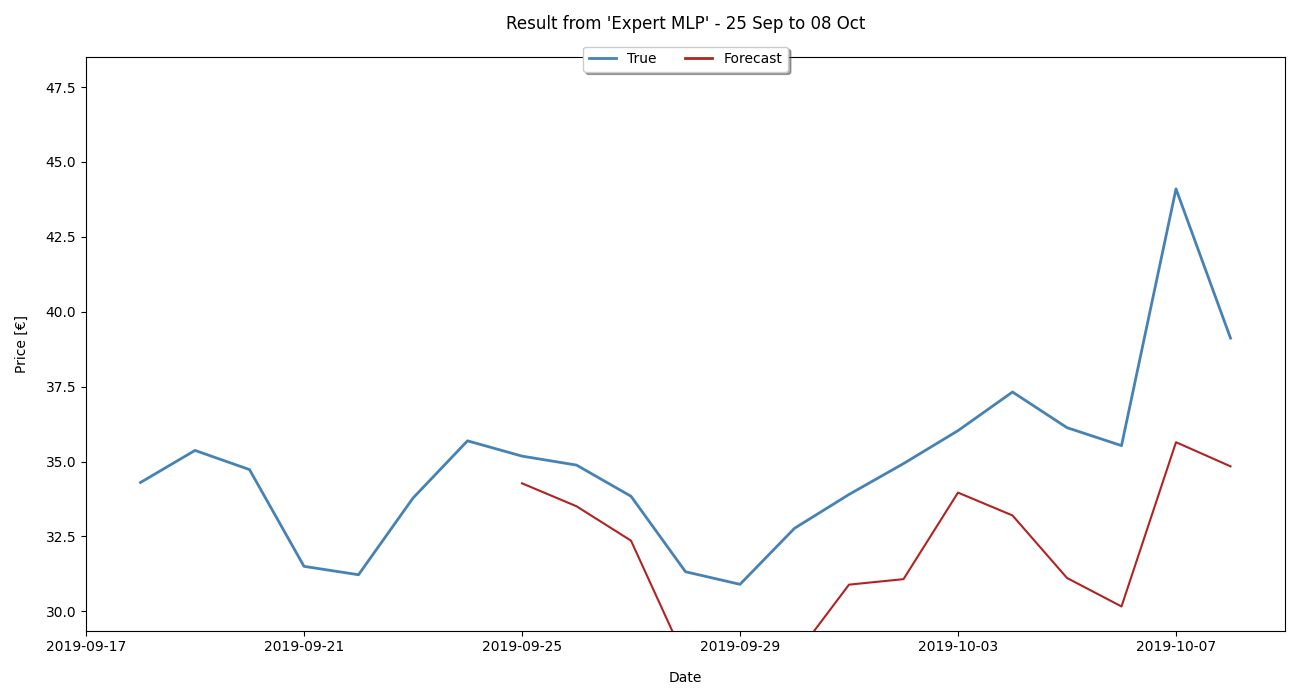 Result from 'Expert MLP' - 25 Sep to 08 Oct
True
Forecast
47.5
45.0
42.5
40.0
37.5
35.0
32.5
30.0
Price [€]
2019-09-17
2019-09-21
2019-09-25
2019-09-29
2019-10-03
2019-10-07
Date